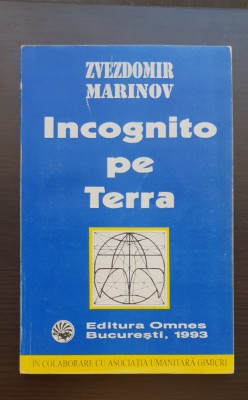 ZVEZDOMIR
MARINOV
Incognito
pe
Terra
Editura Omnes
Bucureşti, 1993
ÎN COLABORARE CU ASOCIAŢIA UMANITARĂ GIMICRI